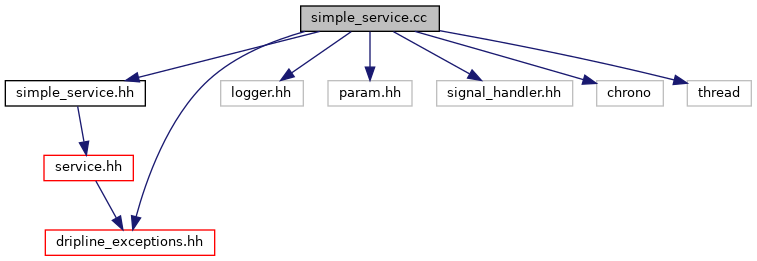 simple_service.cc
simple_service.hh
logger.hh
param.hh
signal_handler.hh
chrono
thread
service.hh
dripline_exceptions.hh